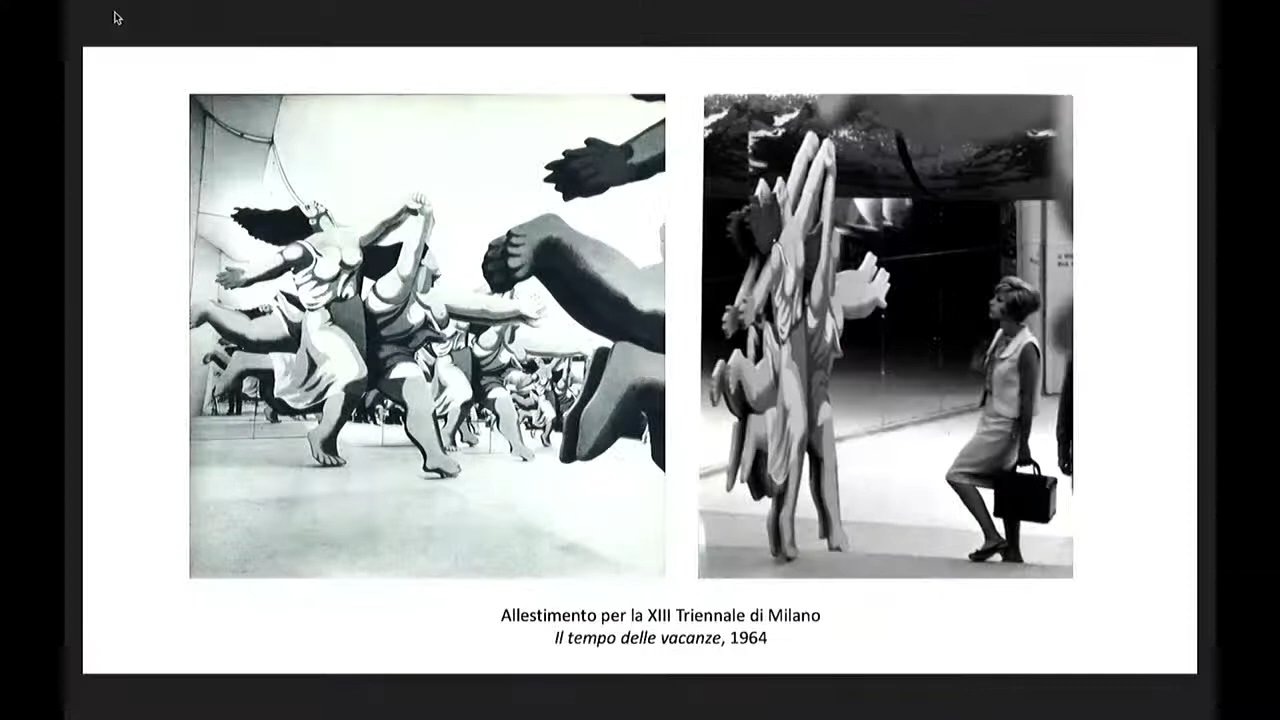 Allestimento per la XIII Triennale di Milano
Il tempo delle vacanze, 1964